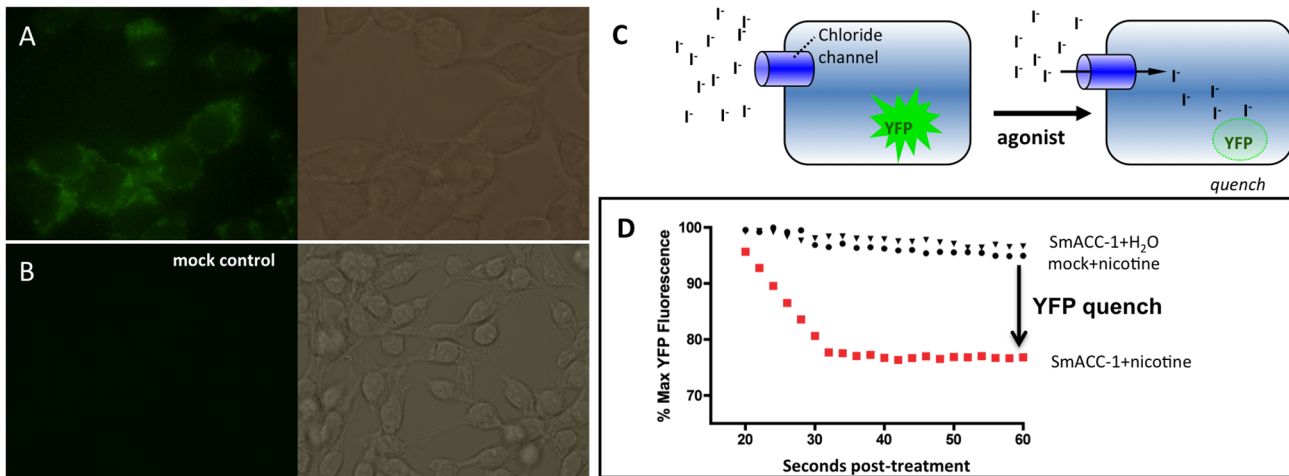 A
B
mock control
C
I⁻ I⁻ I⁻ I⁻ I⁻ I⁻ I⁻ I⁻ I⁻ I⁻ I⁻ I⁻
Chloride
channel
YFP
agonist
I⁻ I⁻ I⁻ I⁻ I⁻ I⁻ I⁻ I⁻ I⁻ I⁻ I⁻ I⁻
YFP
quench
D
% Max YFP Fluorescence
100
90
80
70
20 30 40 50 60
Seconds post-treatment
SmACC-1+H₂O
mock+nicotine
YFP quench
SmACC-1+nicotine